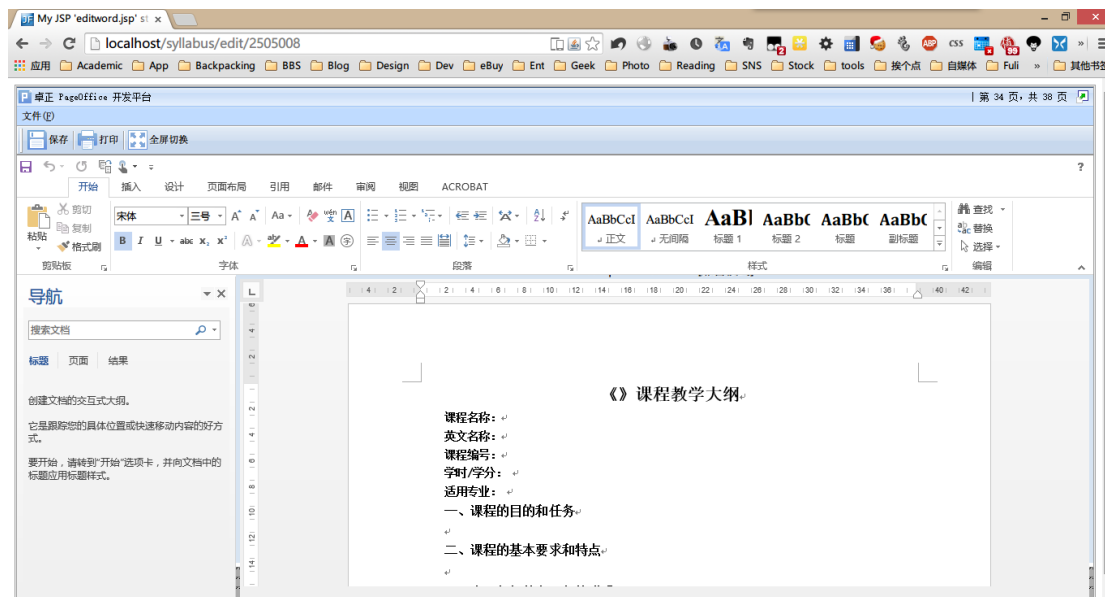 My JSP 'editword.jsp' st
localhost/syllabus/edit/2505008
应用 Academic App Backpacking BBS Blog Design Dev eBuy Ent Geek Photo Reading SNS Stock tools 挨个点 自媒体 Fuli » 其他书签
卓正 PageOffice 开发平台 | 第 34 页, 共 38 页
文件(F)
保存 打印 全屏切换
开始 插入 设计 页面布局 引用 邮件 审阅 视图 ACROBAT
粘贴 剪切 复制 格式刷
宋体 三号
AaBbCcI AaBbCcI AaBl AaBbC AaBbC AaBbC
正文 无间隔 标题 1 标题 2 标题 副标题
查找 替换 选择
剪贴板 字体 段落 样式 编辑
导航
搜索文档
标题 页面 结果
创建文档的交互式大纲。
它是跟踪您的具体位置或快速移动内容的好方
式。
要开始，请转到“开始”选项卡，并向文档中的
标题应用标题样式。
《》课程教学大纲
课程名称：
英文名称：
课程编号：
学时/学分：
适用专业：
一、课程的目的和任务
二、课程的基本要求和特点